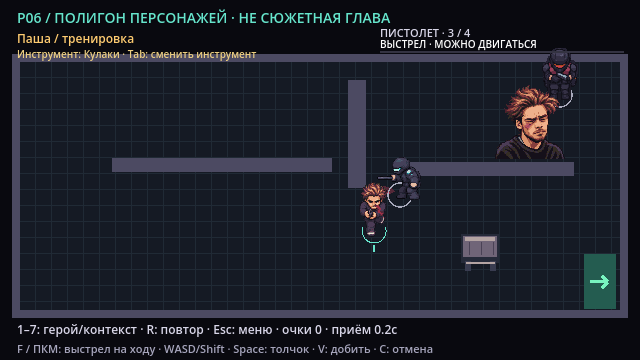 P06 / ПОЛИГОН ПЕРСОНАЖЕЙ · НЕ СЮЖЕТНАЯ ГЛАВА
Паша / тренировка
ПИСТОЛЕТ · 3 / 4
ВЫСТРЕЛ · МОЖНО ДВИГАТЬСЯ
Инструмент: Кулаки · Tab: сменить инструмент
1–7: герой/контекст · R: повтор · Esc: меню · очки 0 · приём 0.2с
F / ПКМ: выстрел на ходу · WASD/Shift · Space: толчок · V: добить · C: отмена